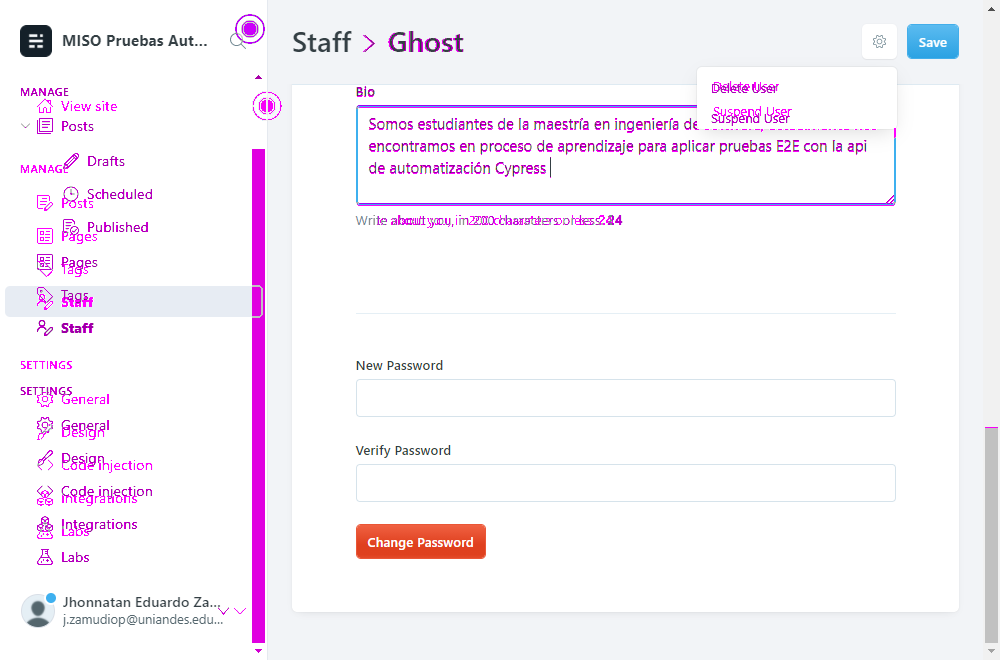 MISO Pruebas Aut...
Staff > Ghost
Save
MANAGE
View site
Posts
Drafts
MANAGE
Scheduled
Posts
Published
Pages
Pages
Tags
Tags
Staff
Staff
SETTINGS
SETTINGS
General
General
Design
Design
Code injection
Code injection
Integrations
Integrations
Labs
Labs
Jhonnatan Eduardo Za...
j.zamudiop@uniandes.edu...
Delete User
Delete User
Suspend User
Suspend User
Bio
Somos estudiantes de la maestría en ingeniería de
encontramos en proceso de aprendizaje para aplicar pruebas E2E con la api
de automatización Cypress
Write about you, in 200 characters or less.
New Password
Verify Password
Change Password